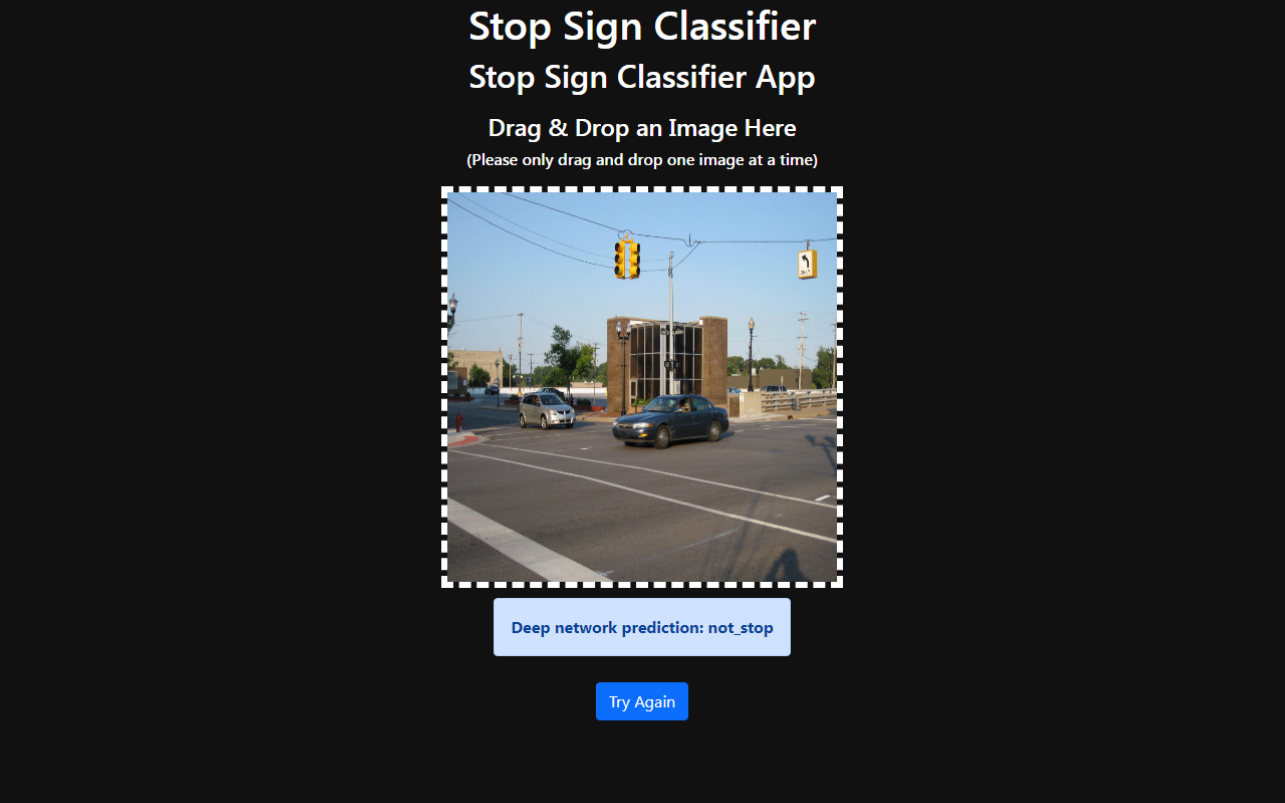 Stop Sign Classifier
Stop Sign Classifier App
Drag & Drop an Image Here
(Please only drag and drop one image at a time)
Deep network prediction: not_stop
Try Again